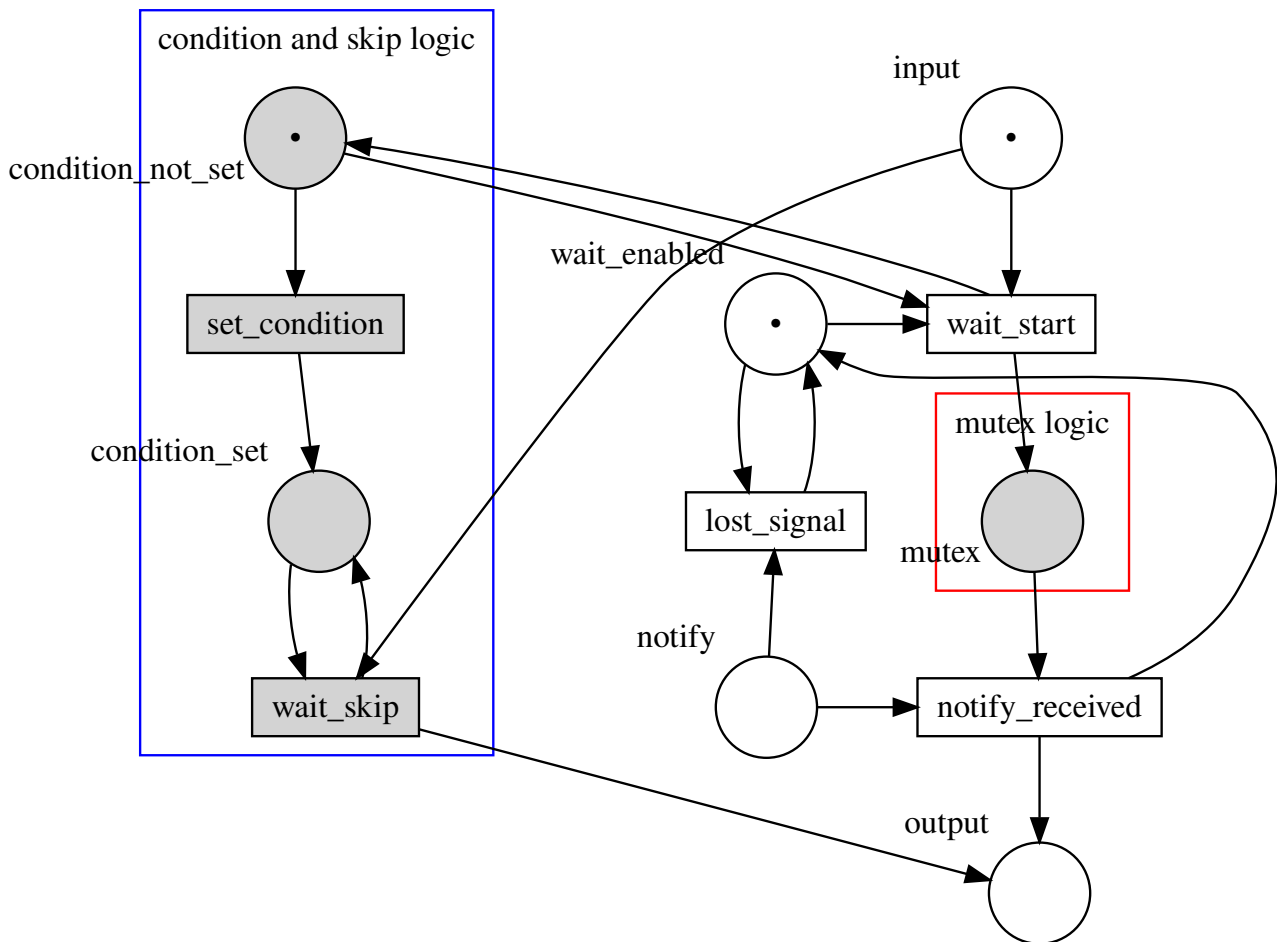 condition and skip logic
input
condition_not_set
wait_enabled
set_condition
wait_start
mutex logic
condition_set
lost_signal
mutex
notify
wait_skip
notify_received
output